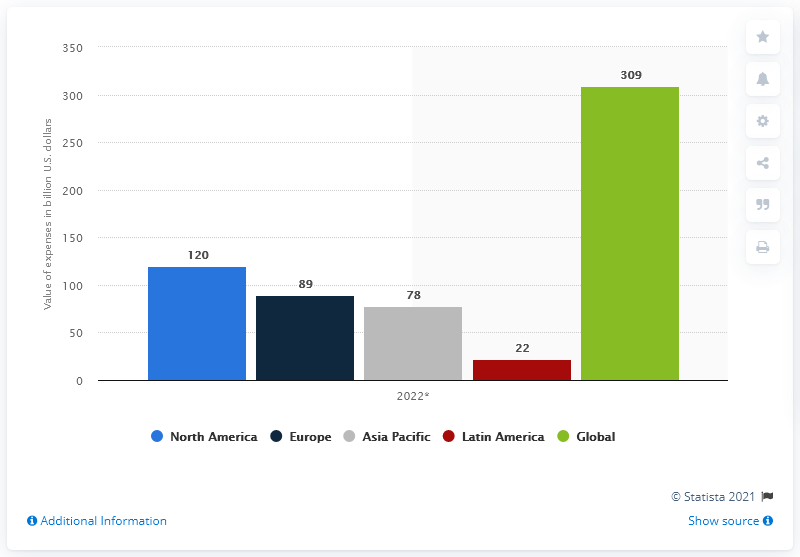 Value of expenses in billion U.S. dollars
350
300
250
200
150
100
50
0
120
89
78
22
309
2022*
North America
Europe
Asia Pacific
Latin America
Global
© Statista 2021
Additional Information
Show source